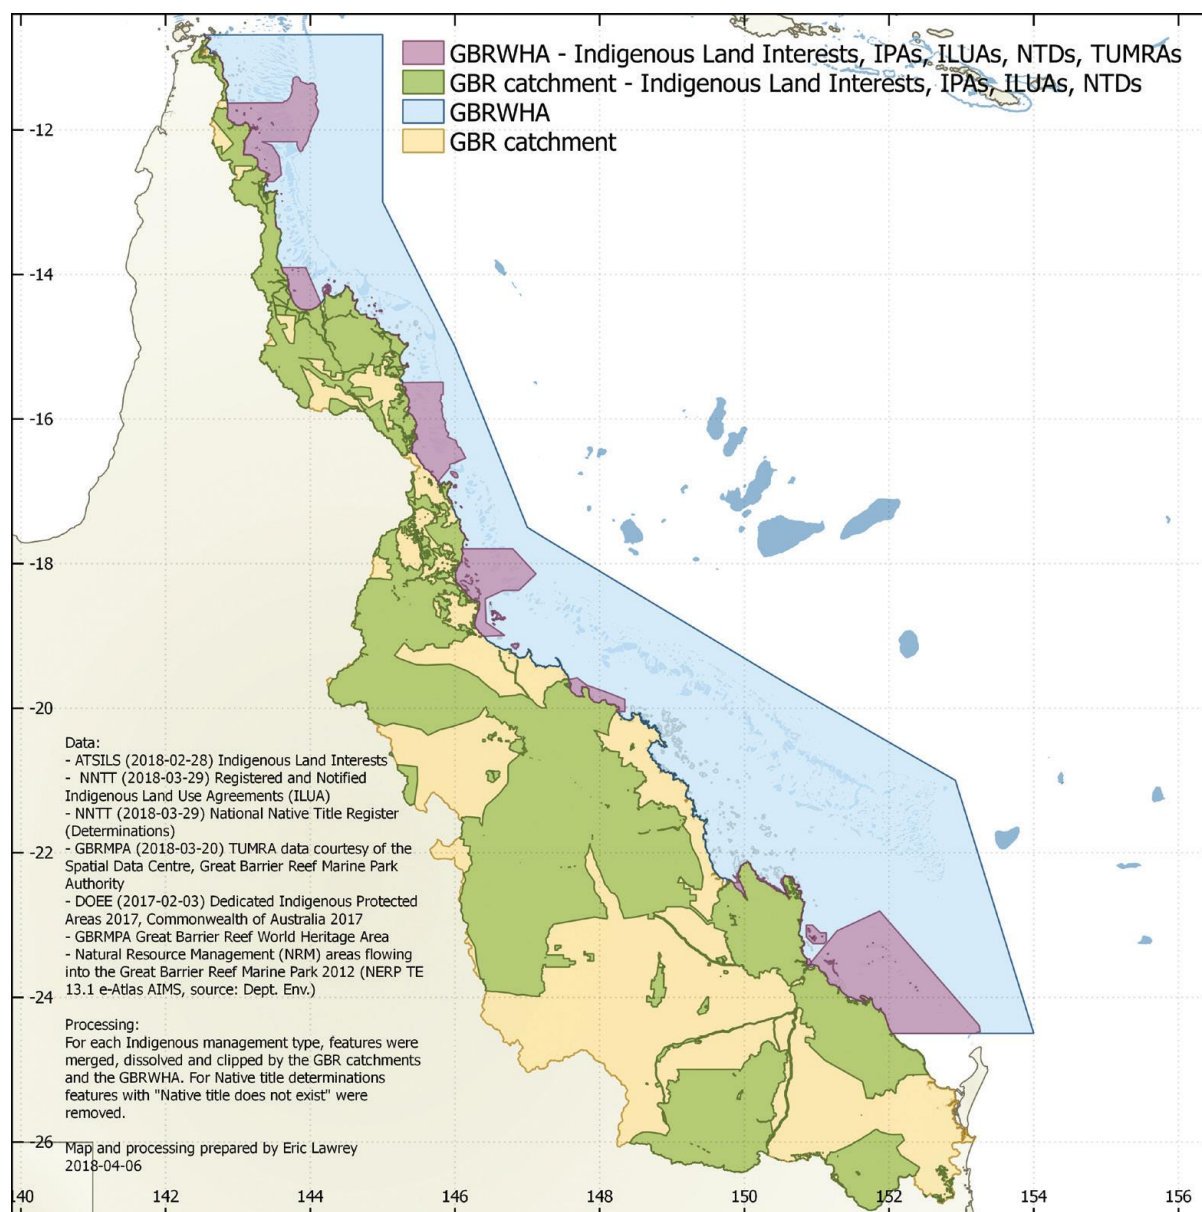 GBRWHA - Indigenous Land Interests, IPAs, ILUAs, NTDs, TUMRAs
GBR catchment - Indigenous Land Interests, IPAs, ILUAs, NTDs
GBRWHA
GBR catchment
-12
-14
-16
-18
-20
-22
-24
-26
Data:
- ATSILS (2018-02-28) Indigenous Land Interests
- NNTT (2018-03-29) Registered and Notified
Indigenous Land Use Agreements (ILUA)
- NNTT (2018-03-29) National Native Title Register
(Determinations)
- GBRMPA (2018-03-20) TUMRA data courtesy of the
Spatial Data Centre, Great Barrier Reef Marine Park
Authority
- DOEE (2017-02-03) Dedicated Indigenous Protected
Areas 2017, Commonwealth of Australia 2017
- GBRMPA Great Barrier Reef World Heritage Area
- Natural Resource Management (NRM) areas flowing
into the Great Barrier Reef Marine Park 2012 (NERP TE
13.1 e-Atlas AIMS, source: Dept. Env.)
Processing:
For each Indigenous management type, features were
merged, dissolved and clipped by the GBR catchments
and the GBRWHA. For Native title determinations
features with "Native title does not exist" were
removed.
Map and processing prepared by Eric Lawrey
2018-04-06
140 142 144 146 148 150 152 154 156